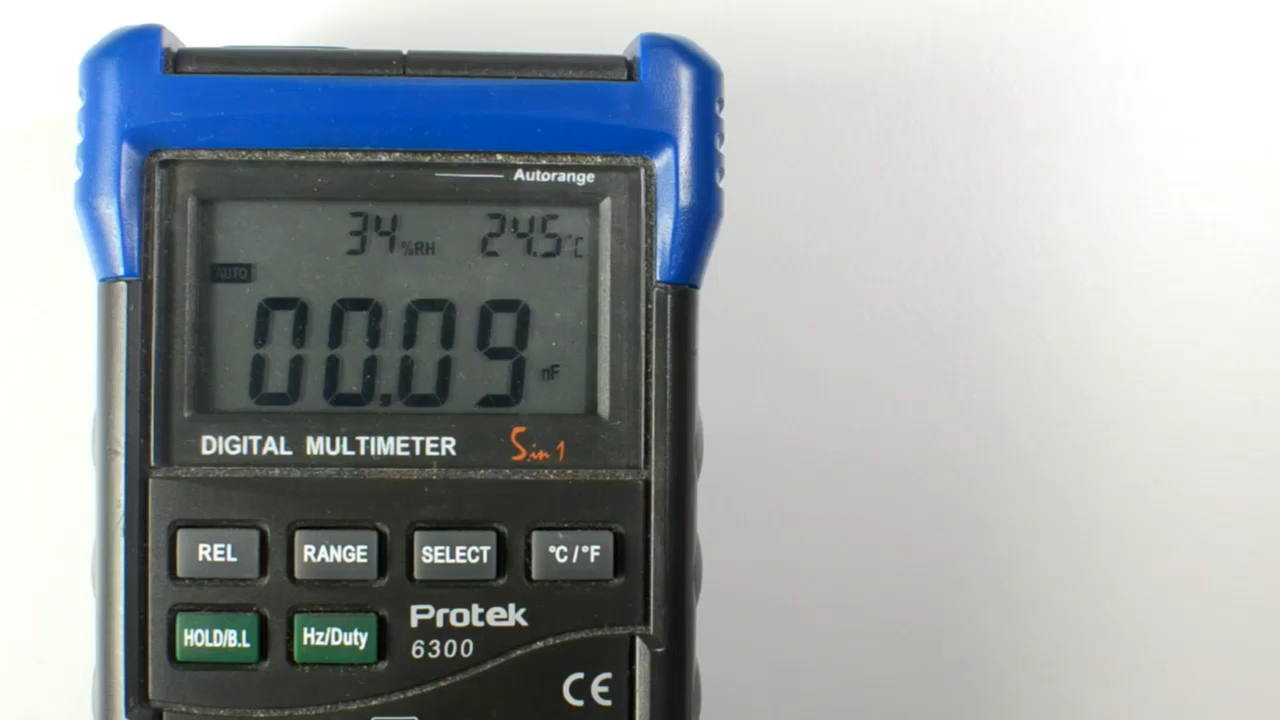 Autorange
34 %RH 24.5 °C
AUTO
00.09 nF
DIGITAL MULTIMETER 5 in 1
REL RANGE SELECT °C/°F
HOLD/B.L Hz/Duty
Protek
6300
CE